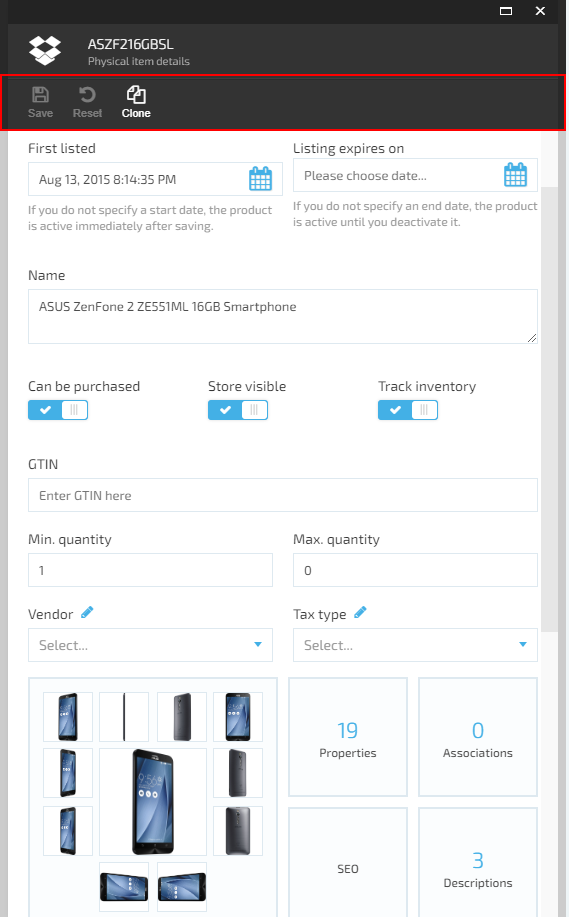 ASZF216GBSL
Physical item details
Save Reset Clone
First listed
Listing expires on
Aug 13, 2015 8:14:35 PM
Please choose date...
If you do not specify a start date, the product
is active immediately after saving.
If you do not specify an end date, the product
is active until you deactivate it.
Name
ASUS ZenFone 2 ZE551ML 16GB Smartphone
Can be purchased Store visible Track inventory
GTIN
Enter GTIN here
Min. quantity Max. quantity
1 0
Vendor Tax type
Select... Select...
9:56
19
Properties
0
Associations
SEO
3
Descriptions